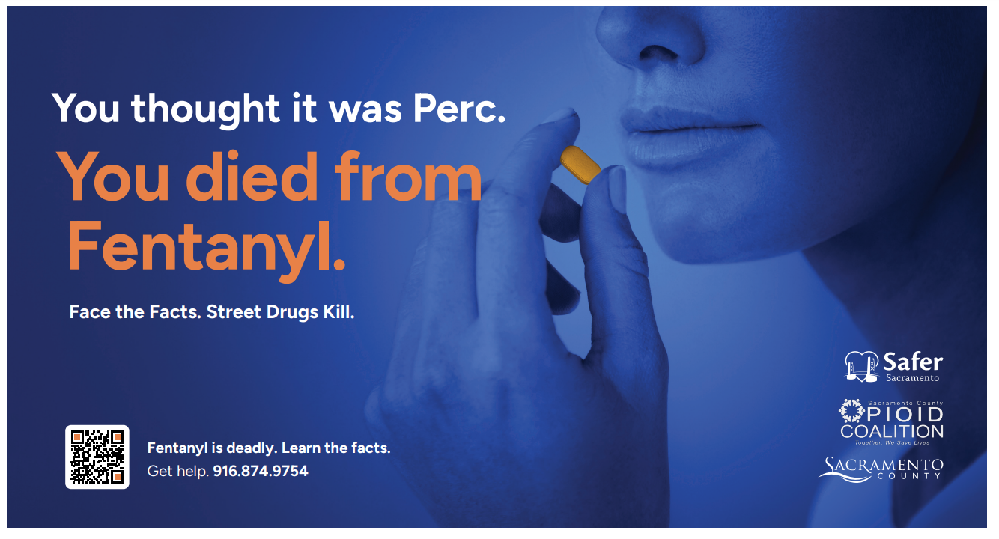 You thought it was Perc.
You died from
Fentanyl.
Face the Facts. Street Drugs Kill.
Fentanyl is deadly. Learn the facts.
Get help. 916.874.9754
Safer
Sacramento
Sacramento County
OPIOID
COALITION
Together, We Save Lives
SACRAMENTO
COUNTY